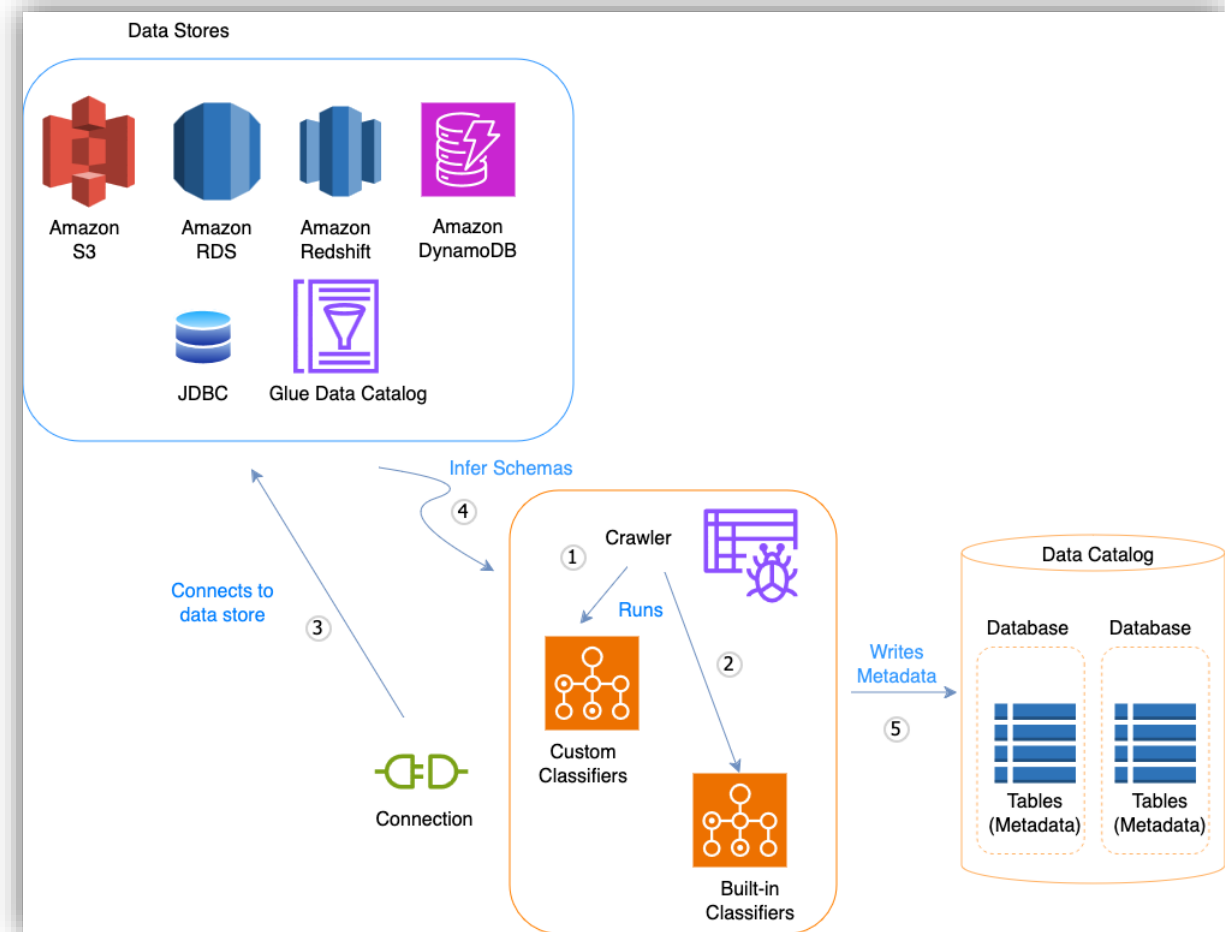 Data Stores
Amazon
S3
Amazon
RDS
Amazon
Redshift
Amazon
DynamoDB
JDBC
Glue Data Catalog
Infer Schemas
4
Connects to
data store
3
Connection
1
Crawler
Runs
2
Custom
Classifiers
Built-in
Classifiers
Writes
Metadata
5
Data Catalog
Database
Database
Tables
(Metadata)
Tables
(Metadata)